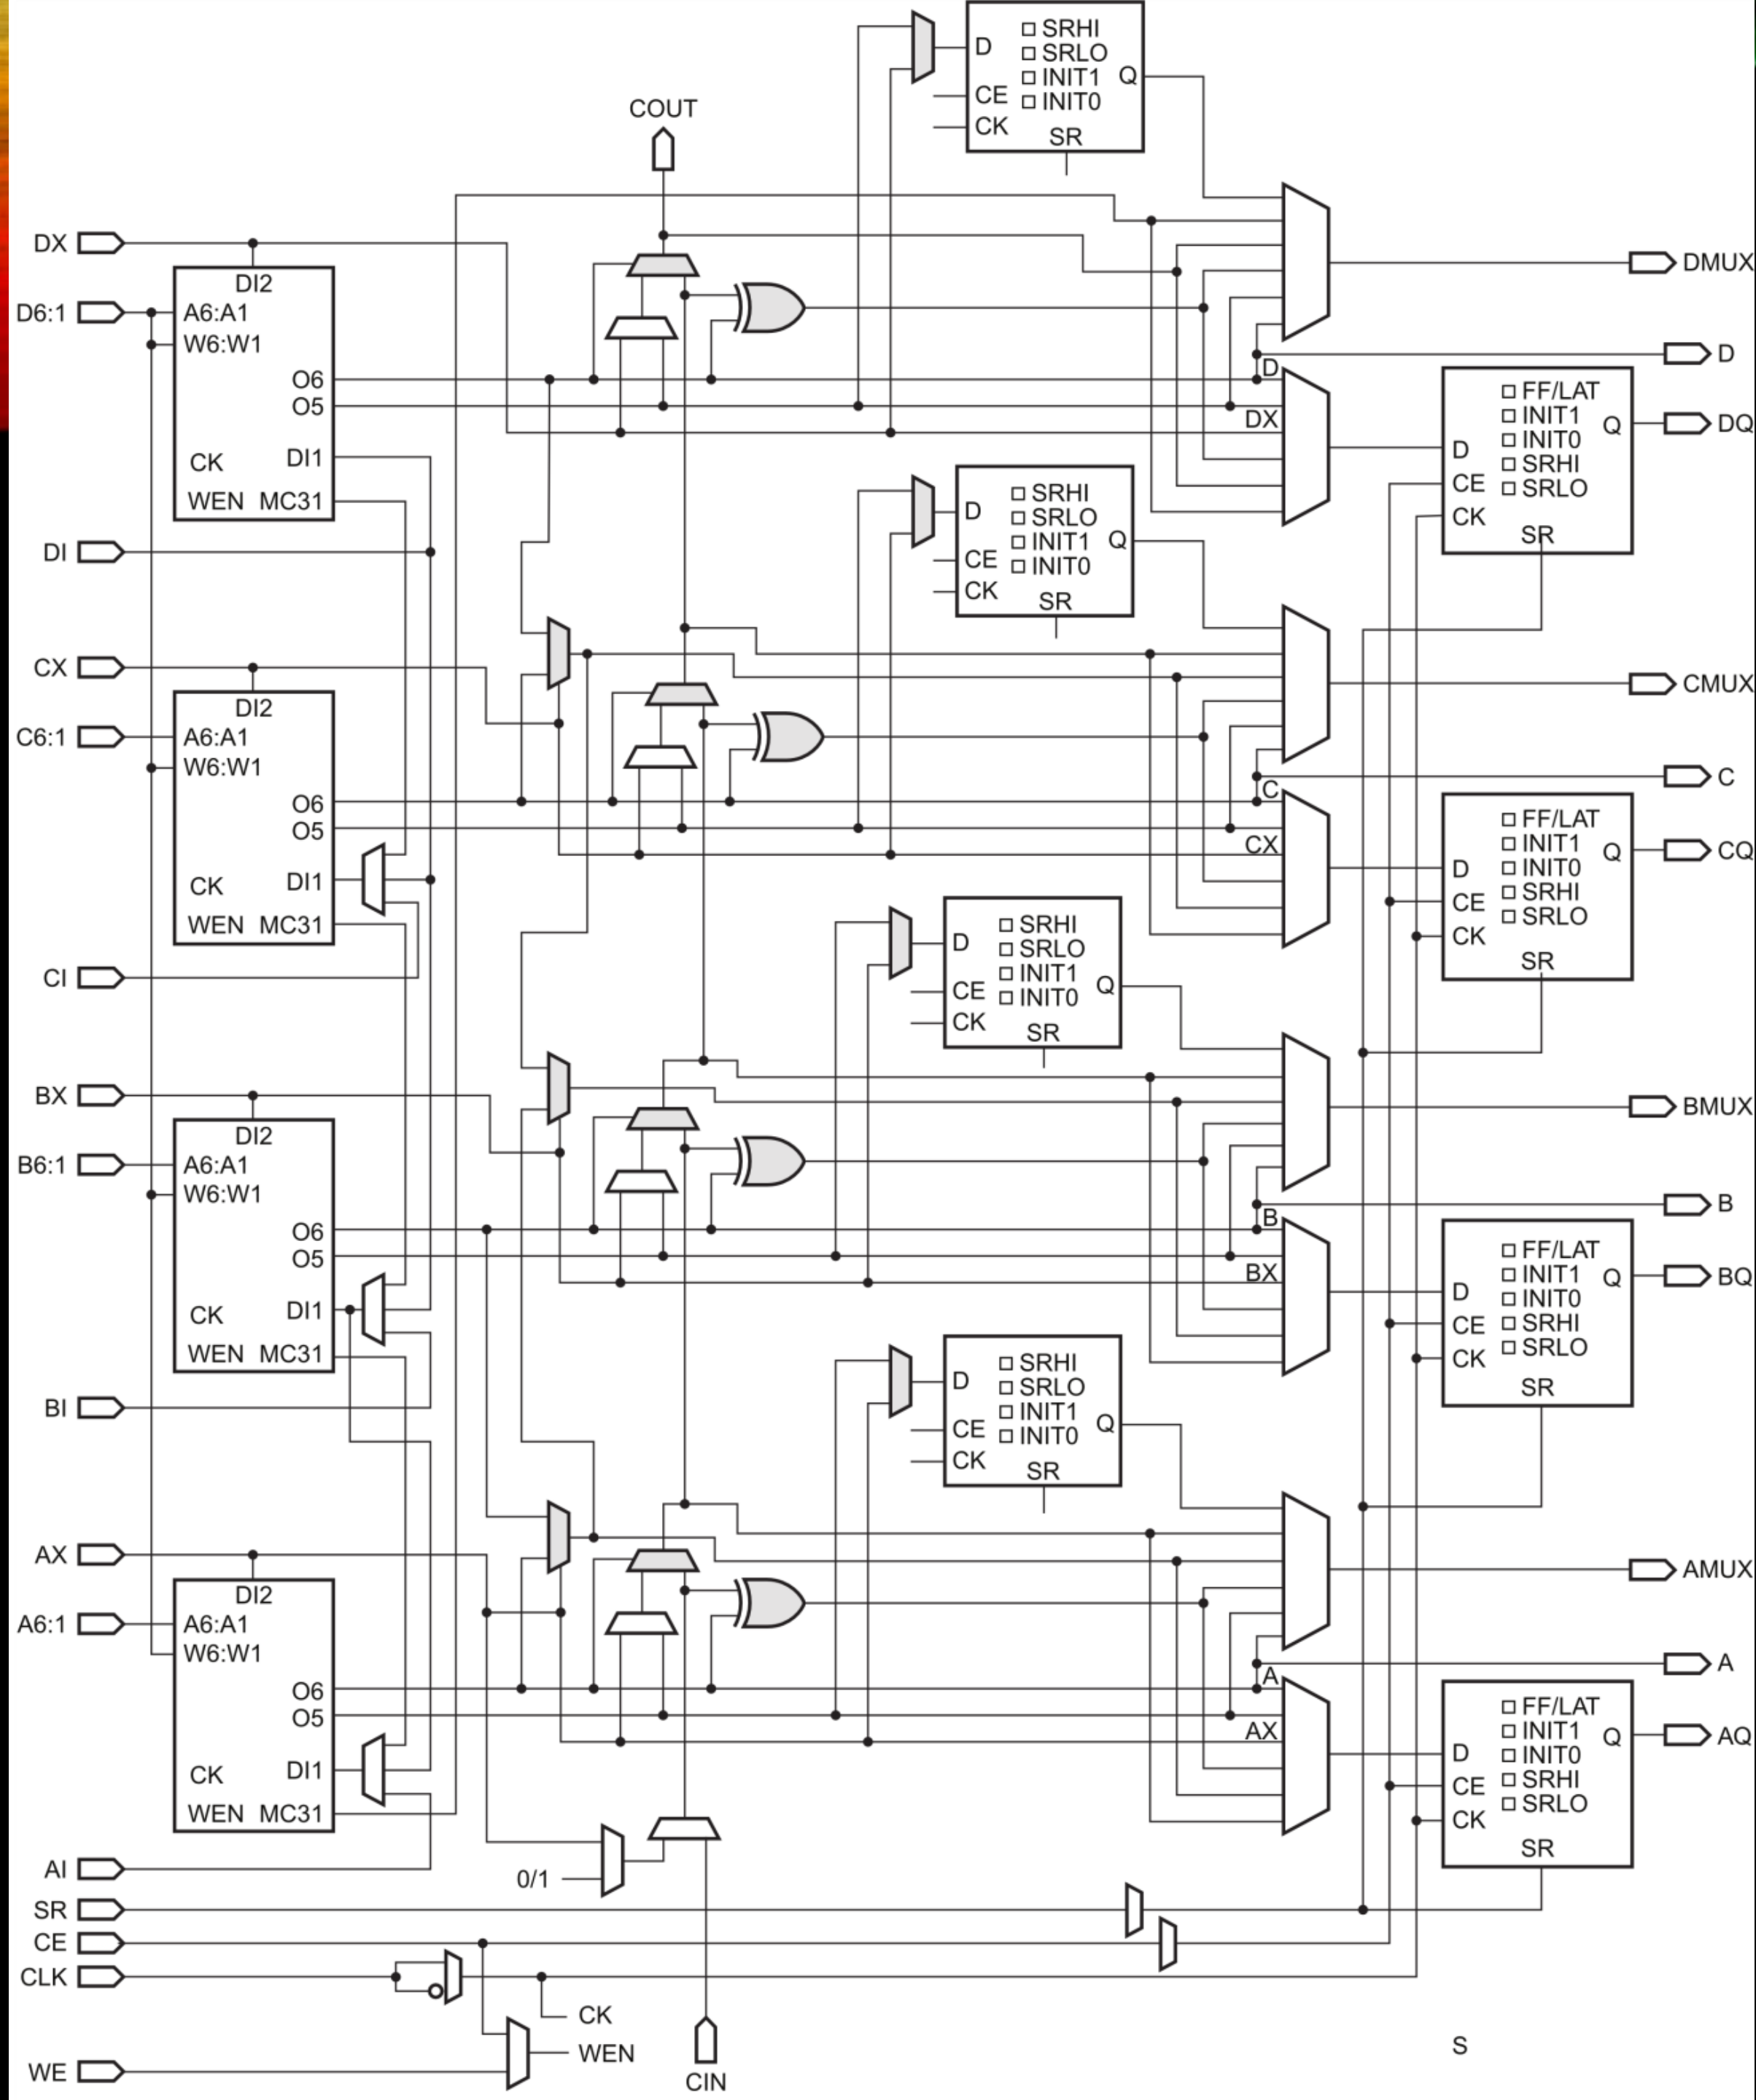 SRHI
D
SRLO
INIT1
Q
CE
INIT0
CK
SR
COUT
DX
DI2
D6:1
A6:A1
W6:W1
O6
O5
CK
DI1
WEN
MC31
DMUX
D
D
DX
FF/LAT
INIT1
INIT0
SRHI
SRLO
Q
DQ
D
CE
CK
SR
DI
SRHI
D
SRLO
INIT1
Q
CE
INIT0
CK
SR
CX
DI2
C6:1
A6:A1
W6:W1
O6
O5
CK
DI1
WEN
MC31
CMUX
C
C
CX
FF/LAT
INIT1
INIT0
SRHI
SRLO
Q
CQ
D
CE
CK
SR
CI
SRHI
D
SRLO
INIT1
Q
CE
INIT0
CK
SR
BX
DI2
B6:1
A6:A1
W6:W1
O6
O5
CK
DI1
WEN
MC31
BMUX
B
B
BX
FF/LAT
INIT1
INIT0
SRHI
SRLO
Q
BQ
D
CE
CK
SR
BI
SRHI
D
SRLO
INIT1
Q
CE
INIT0
CK
SR
AX
DI2
A6:1
A6:A1
W6:W1
O6
O5
CK
DI1
WEN
MC31
AMUX
A
A
AX
FF/LAT
INIT1
INIT0
SRHI
SRLO
Q
AQ
D
CE
CK
SR
AI
0/1
SR
CE
CLK
CK
WEN
WE
CIN
S